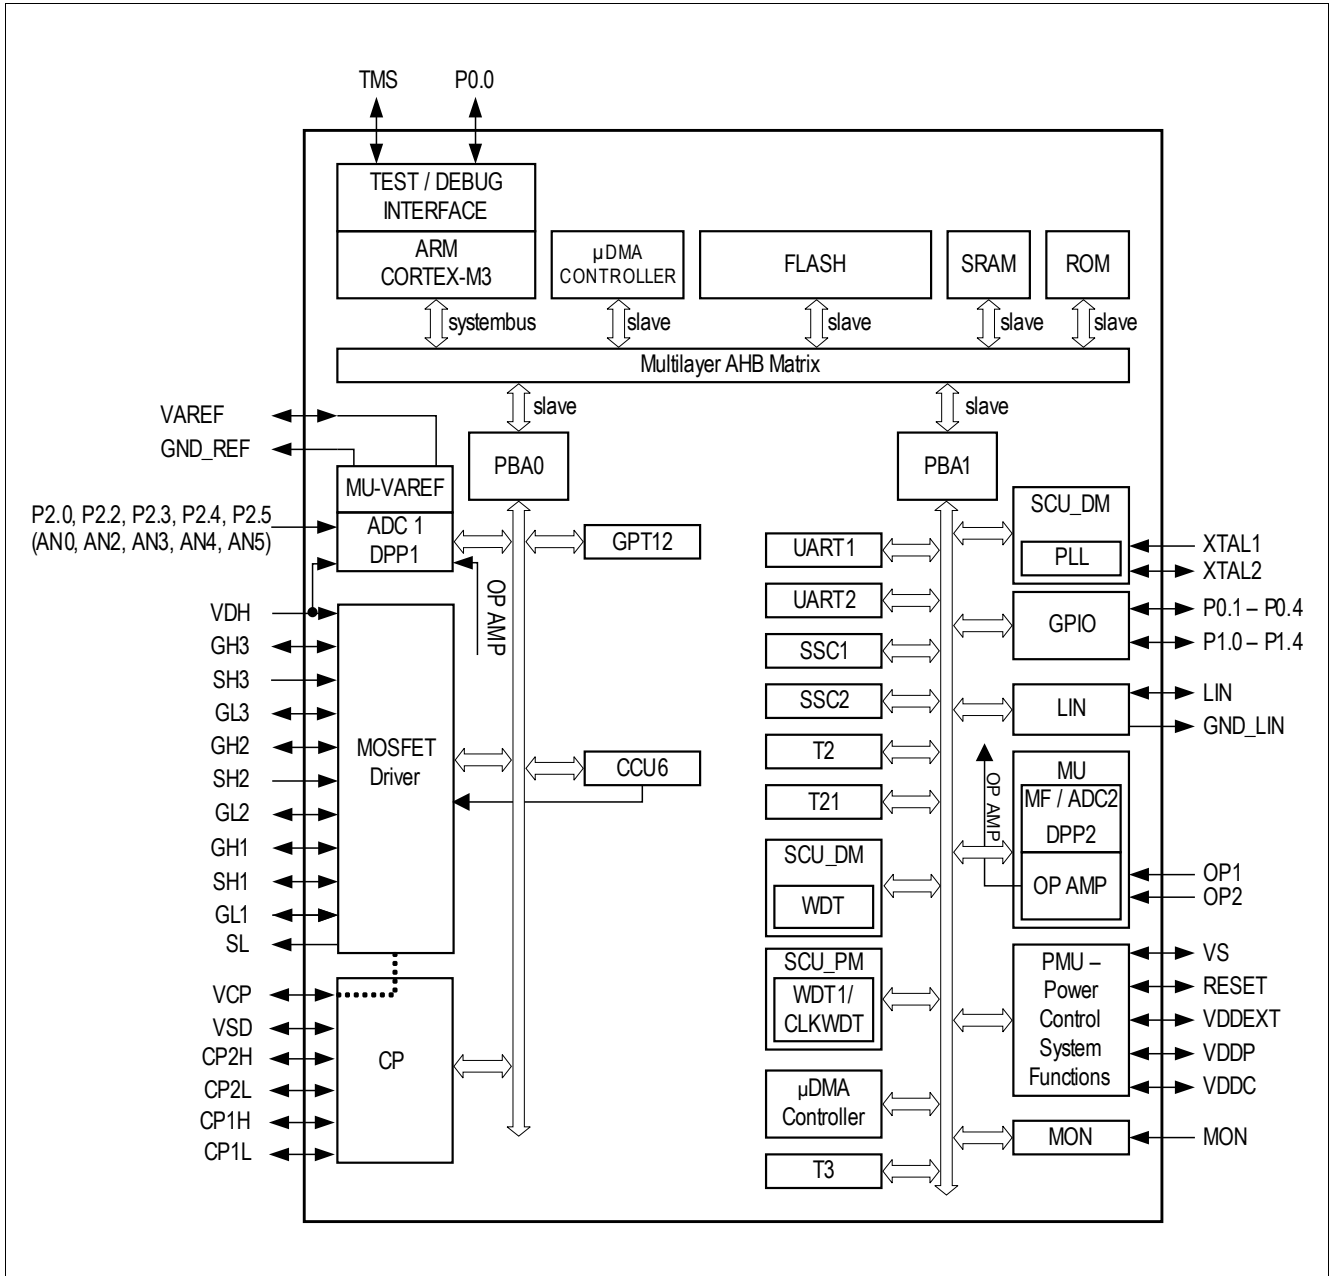 TMS P0.0
TEST / DEBUG
INTERFACE
ARM
CORTEX-M3
µDMA
CONTROLLER
FLASH
SRAM
ROM
systembus
slave
slave
slave
slave
Multilayer AHB Matrix
slave
slave
VAREF
GND_REF
PBA0
PBA1
MU-VAREF
P2.0, P2.2, P2.3, P2.4, P2.5
(AN0, AN2, AN3, AN4, AN5)
ADC 1
DPP1
GPT12
OP AMP
VDH
GH3
SH3
GL3
GH2
SH2
GL2
GH1
SH1
GL1
SL
MOSFET
Driver
CCU6
VCP
VSD
CP2H
CP2L
CP1H
CP1L
CP
UART1
UART2
SSC1
SSC2
T2
T21
SCU_DM
WDT
SCU_PM
WDT1/
CLKWDT
µDMA
Controller
T3
SCU_DM
PLL
XTAL1
XTAL2
GPIO
P0.1 – P0.4
P1.0 – P1.4
LIN
LIN
GND_LIN
OP AMP
MU
MF / ADC2
DPP2
OP AMP
OP1
OP2
PMU –
Power
Control
System
Functions
VS
RESET
VDDEXT
VDDP
VDDC
MON
MON